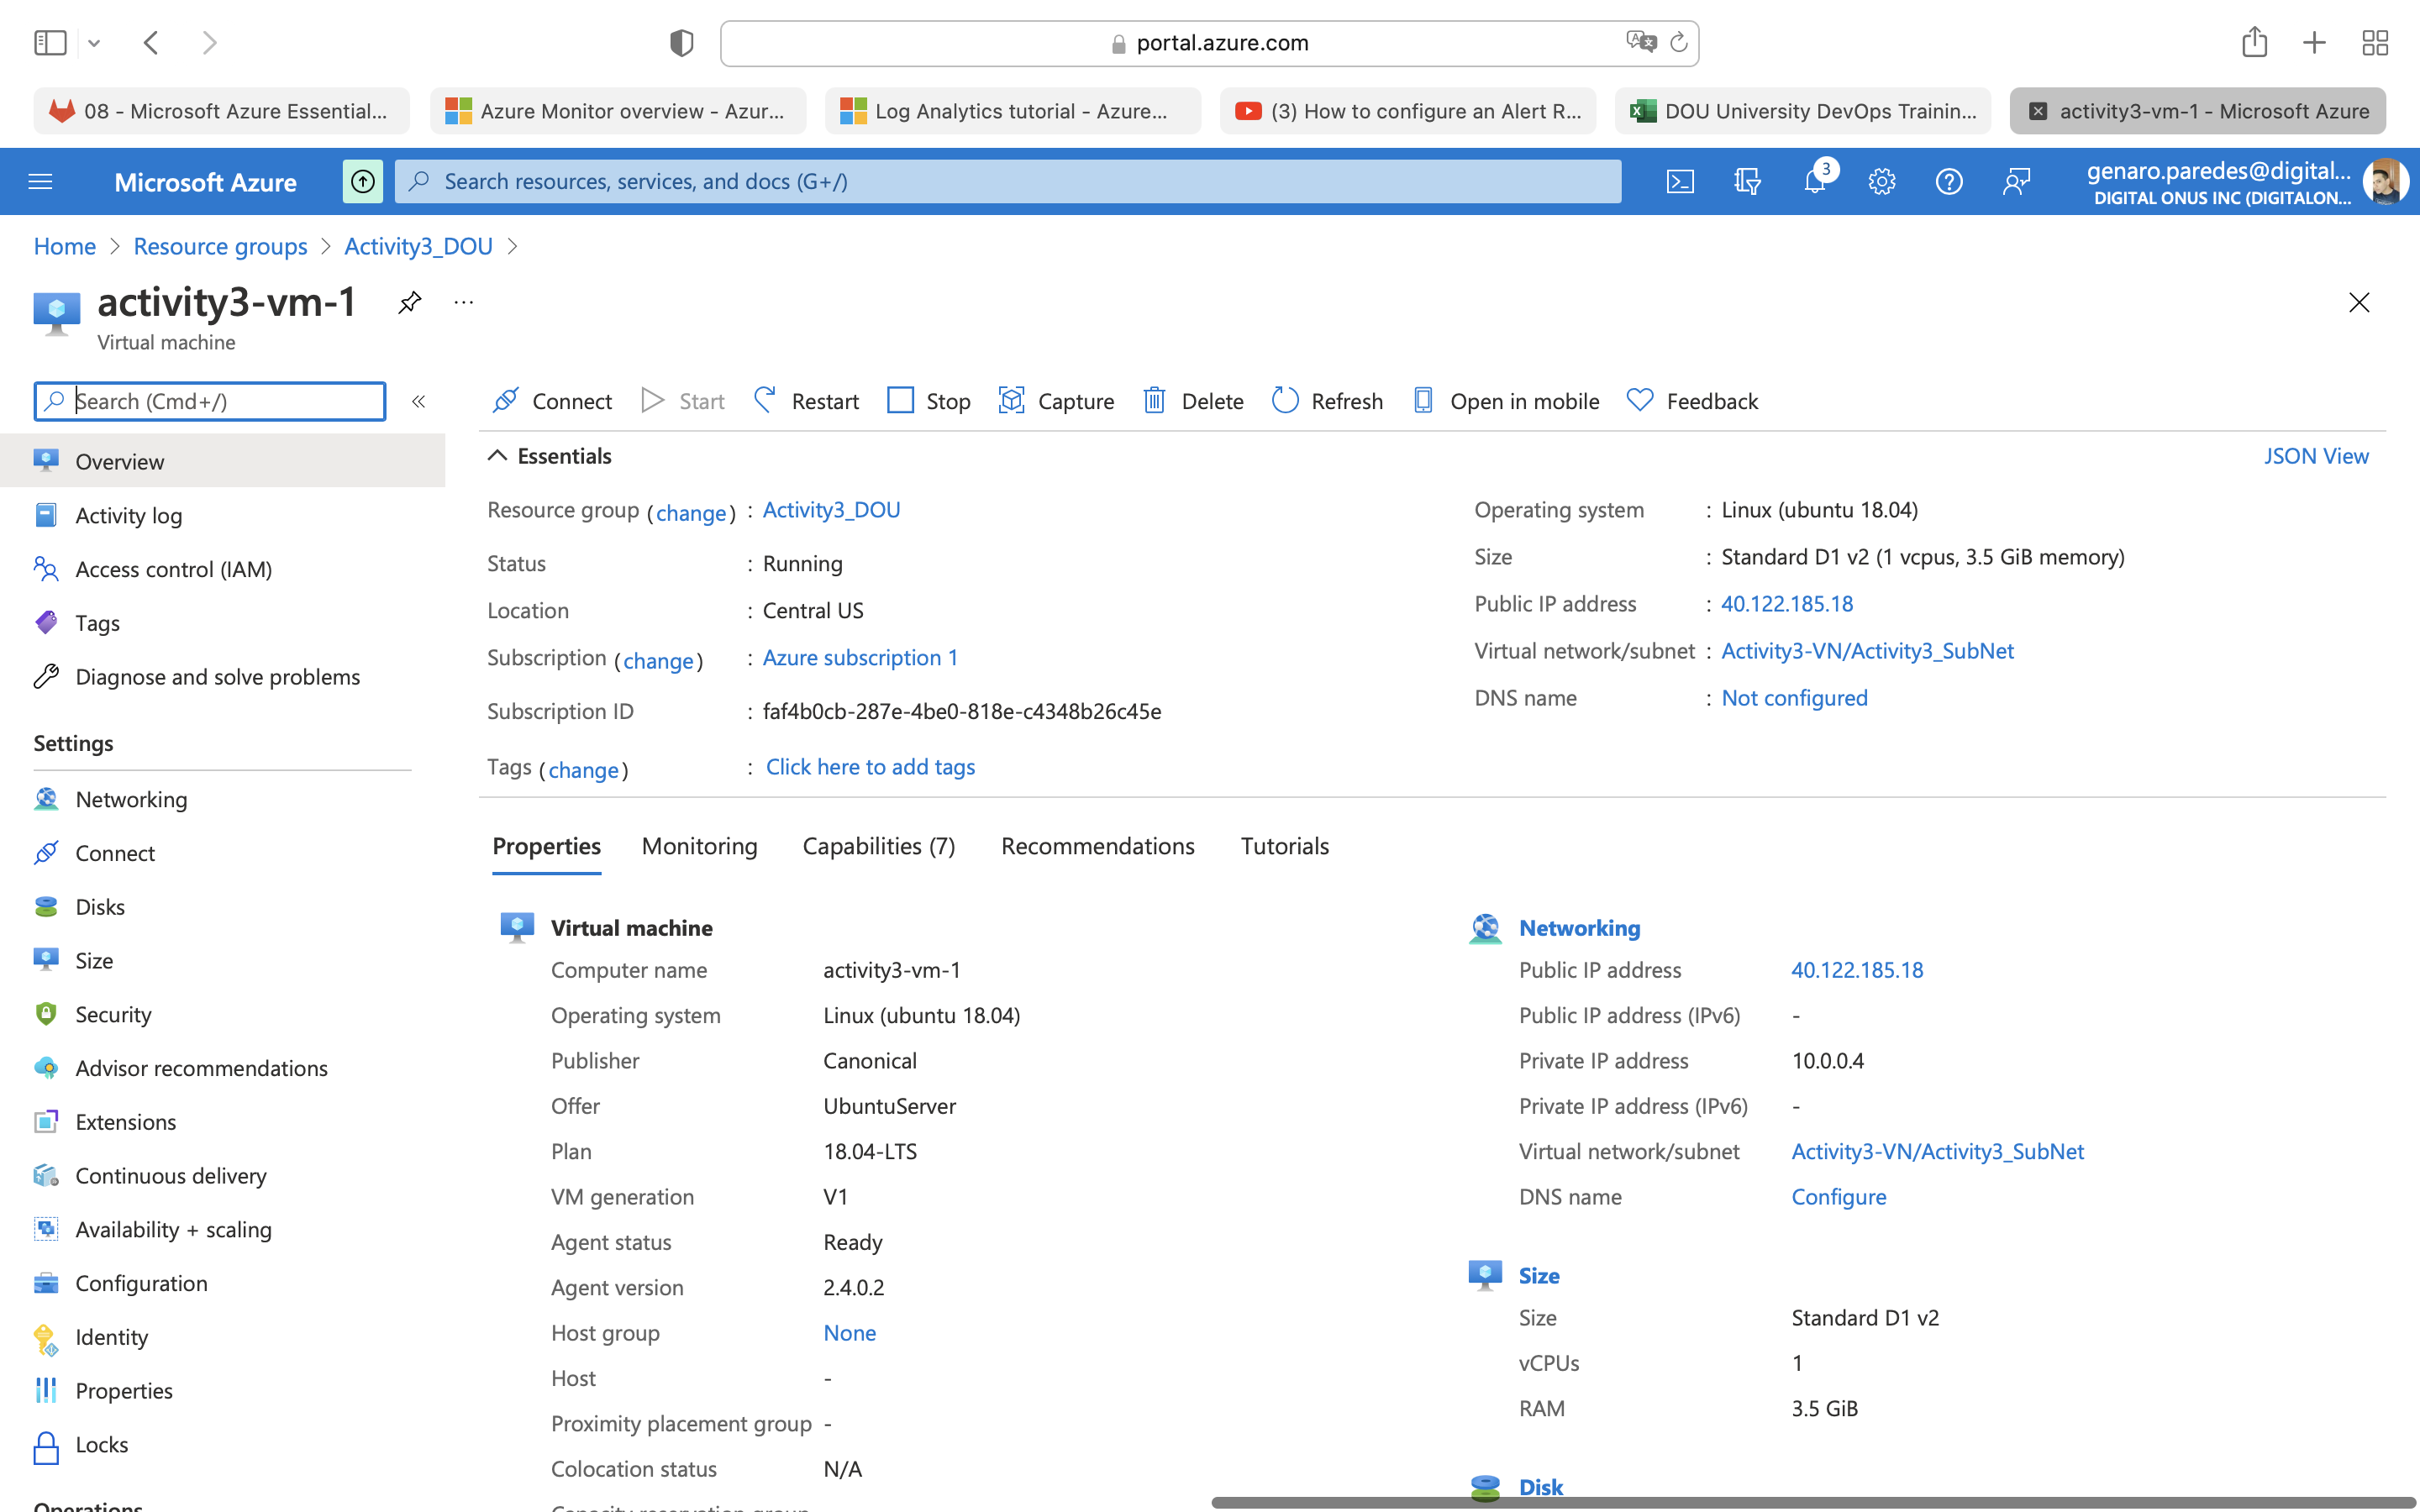 portal.azure.com
08 - Microsoft Azure Essential...
Azure Monitor overview - Azur...
Log Analytics tutorial - Azure...
(3) How to configure an Alert R...
DOU University DevOps Trainin...
activity3-vm-1 - Microsoft Azure
Microsoft Azure
Search resources, services, and docs (G+/)
3
genaro.paredes@digital...
DIGITAL ONUS INC (DIGITALON...
Home > Resource groups > Activity3_DOU >
activity3-vm-1
...
Virtual machine
Search (Cmd+/)
«
Connect
Start
Restart
Stop
Capture
Delete
Refresh
Open in mobile
Feedback
Overview
Activity log
Access control (IAM)
Tags
Diagnose and solve problems
Settings
Networking
Connect
Disks
Size
Security
Advisor recommendations
Extensions
Continuous delivery
Availability + scaling
Configuration
Identity
Properties
Locks
Operations
Essentials
JSON View
Resource group (change) : Activity3_DOU
Status : Running
Location : Central US
Subscription (change) : Azure subscription 1
Subscription ID : faf4b0cb-287e-4be0-818e-c4348b26c45e
Tags (change) : Click here to add tags
Operating system : Linux (ubuntu 18.04)
Size : Standard D1 v2 (1 vcpus, 3.5 GiB memory)
Public IP address : 40.122.185.18
Virtual network/subnet : Activity3-VN/Activity3_SubNet
DNS name : Not configured
Properties
Monitoring
Capabilities (7)
Recommendations
Tutorials
Virtual machine
Computer name activity3-vm-1
Operating system Linux (ubuntu 18.04)
Publisher Canonical
Offer UbuntuServer
Plan 18.04-LTS
VM generation V1
Agent status Ready
Agent version 2.4.0.2
Host group None
Host -
Proximity placement group -
Colocation status N/A
Capacity reservation group
Networking
Public IP address 40.122.185.18
Public IP address (IPv6) -
Private IP address 10.0.0.4
Private IP address (IPv6) -
Virtual network/subnet Activity3-VN/Activity3_SubNet
DNS name Configure
Size
Size Standard D1 v2
vCPUs 1
RAM 3.5 GiB
Disk